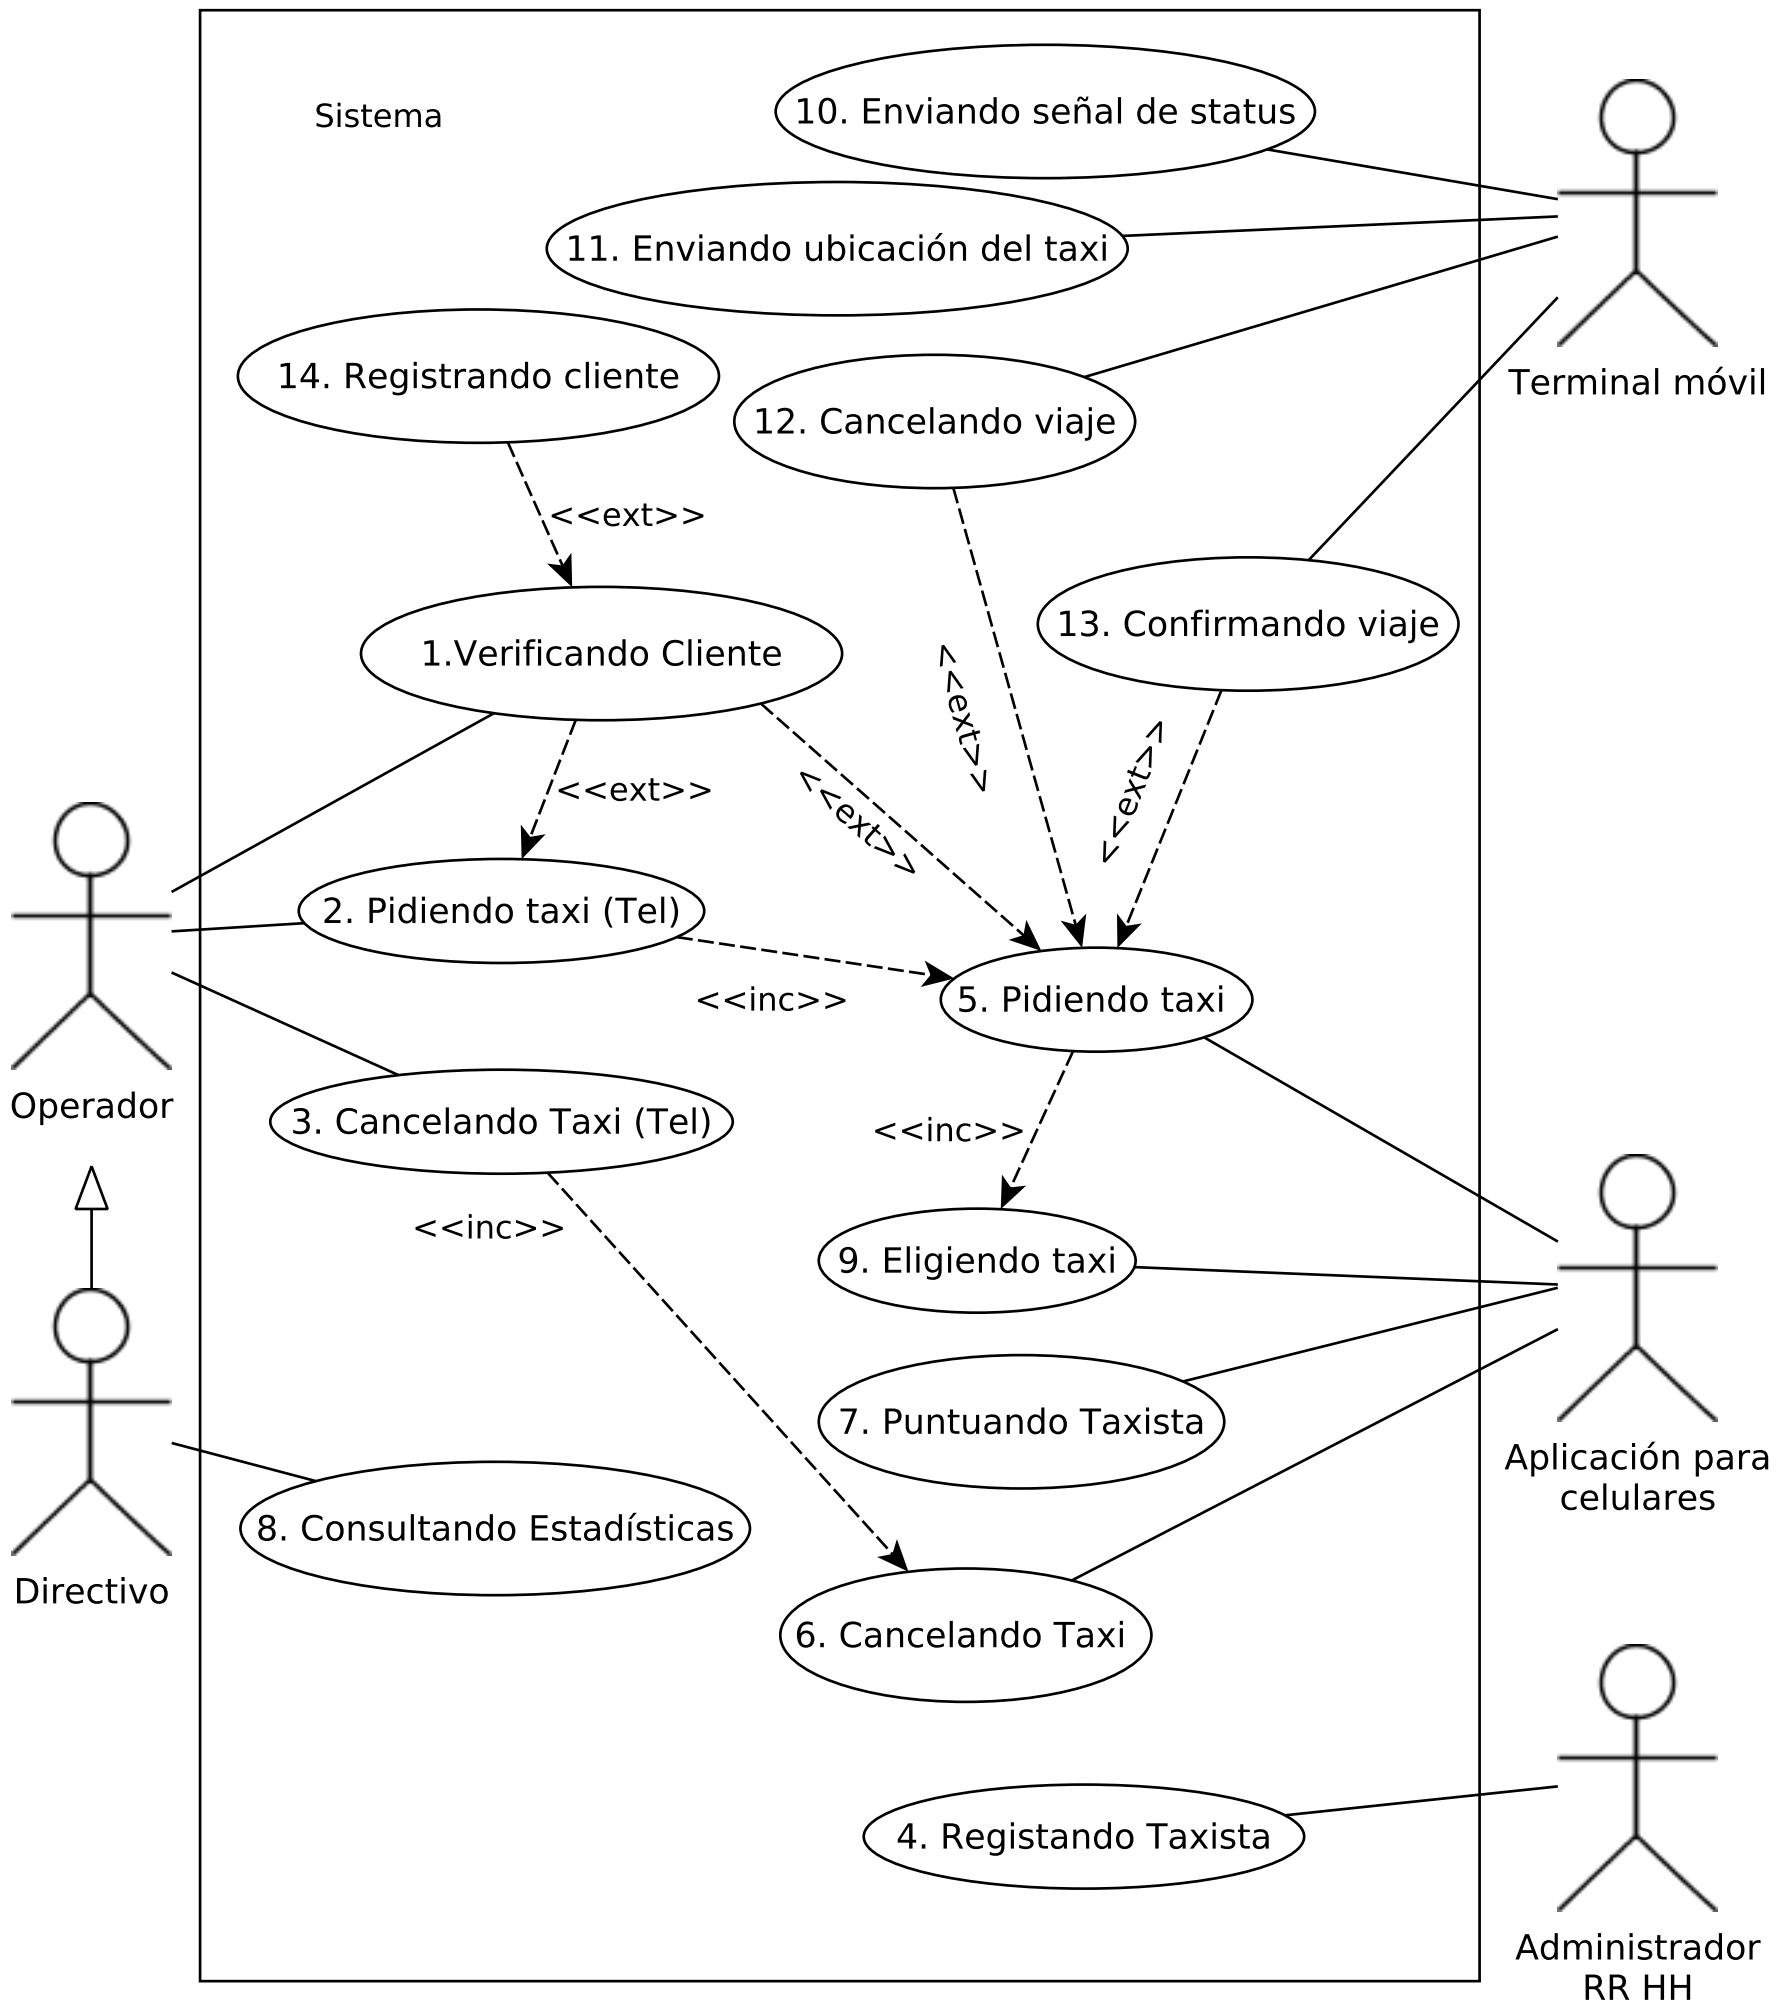 Sistema
10. Enviando señal de status
11. Enviando ubicación del taxi
14. Registrando cliente
12. Cancelando viaje
Terminal móvil
<<ext>>
1.Verificando Cliente
13. Confirmando viaje
<<ext>>
<<ext>>
<<ext>>
<<ext>>
2. Pidiendo taxi (Tel)
<<inc>>
5. Pidiendo taxi
Operador
3. Cancelando Taxi (Tel)
<<inc>>
<<inc>>
9. Eligiendo taxi
7. Puntuando Taxista
Aplicación para
celulares
8. Consultando Estadísticas
Directivo
6. Cancelando Taxi
4. Registando Taxista
Administrador
RR HH